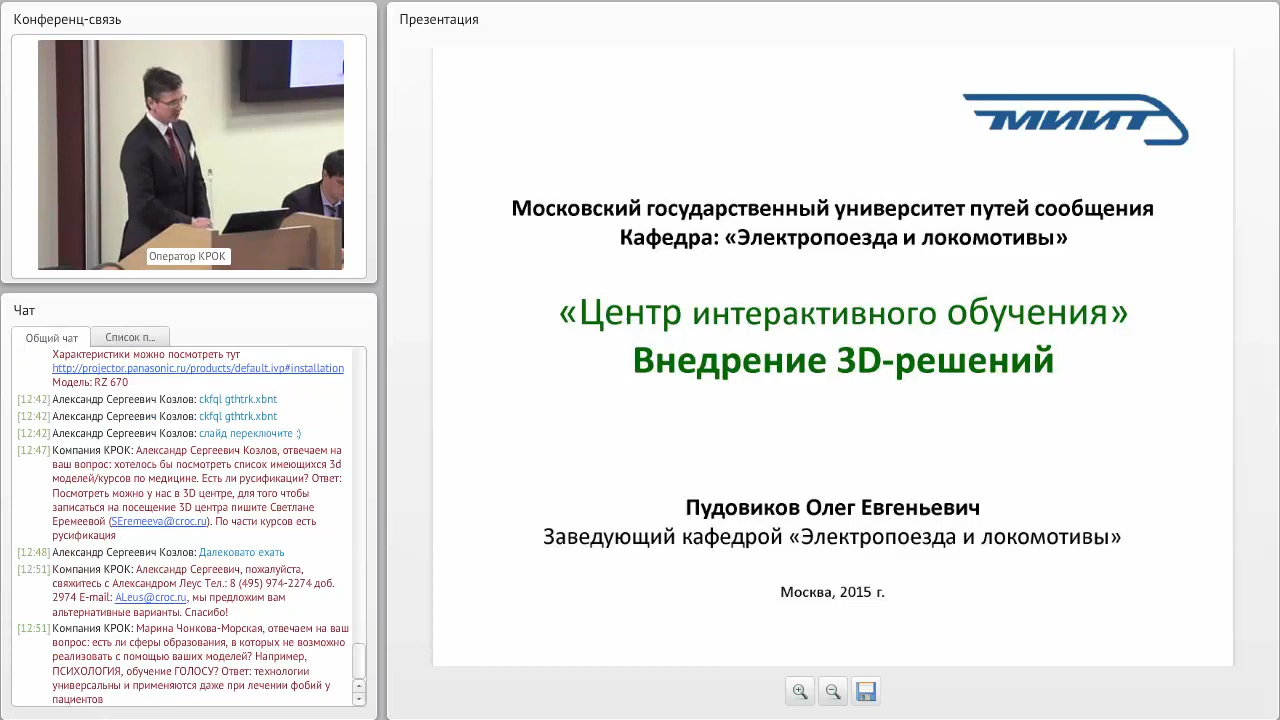 Конференц-связь
Оператор КРОК
Чат
Общий чат
Список п...
Характеристики можно посмотреть тут
http://projector.panasonic.ru/products/default.ivp#installation
Модель: RZ 670
[12:42] Александр Сергеевич Козлов: ckfql gthtrk.xbnt
[12:42] Александр Сергеевич Козлов: ckfql gthtrk.xbnt
[12:42] Александр Сергеевич Козлов: слайд переключите :)
[12:47] Компания КРОК: Александр Сергеевич Козлов, отвечаем на
ваш вопрос: хотелось бы посмотреть список имеющихся 3d
моделей/курсов по медицине. Есть ли русификации? Ответ:
Посмотреть можно у нас в 3D центре, для того чтобы
записаться на посещение 3D центра пишите Светлане
Еремеевой (SEremeeva@croc.ru). По части курсов есть
русификация
[12:48] Александр Сергеевич Козлов: Далековато ехать
[12:51] Компания КРОК: Александр Сергеевич, пожалуйста,
свяжитесь с Александром Леус Тел.: 8 (495) 974-2274 доб.
2974 E-mail: ALeus@croc.ru, мы предложим вам
альтернативные варианты. Спасибо!
[12:51] Компания КРОК: Марина Чонкова-Морская, отвечаем на ваш
вопрос: есть ли сферы образования, в которых не возможно
реализовать с помощью ваших моделей? Например,
ПСИХОЛОГИЯ, обучение ГОЛОСУ? Ответ: технологии
универсальны и применяются даже при лечении фобий у
пациентов
Презентация
МИИТ
Московский государственный университет путей сообщения
Кафедра: «Электропоезда и локомотивы»
«Центр интерактивного обучения»
Внедрение 3D-решений
Пудовиков Олег Евгеньевич
Заведующий кафедрой «Электропоезда и локомотивы»
Москва, 2015 г.